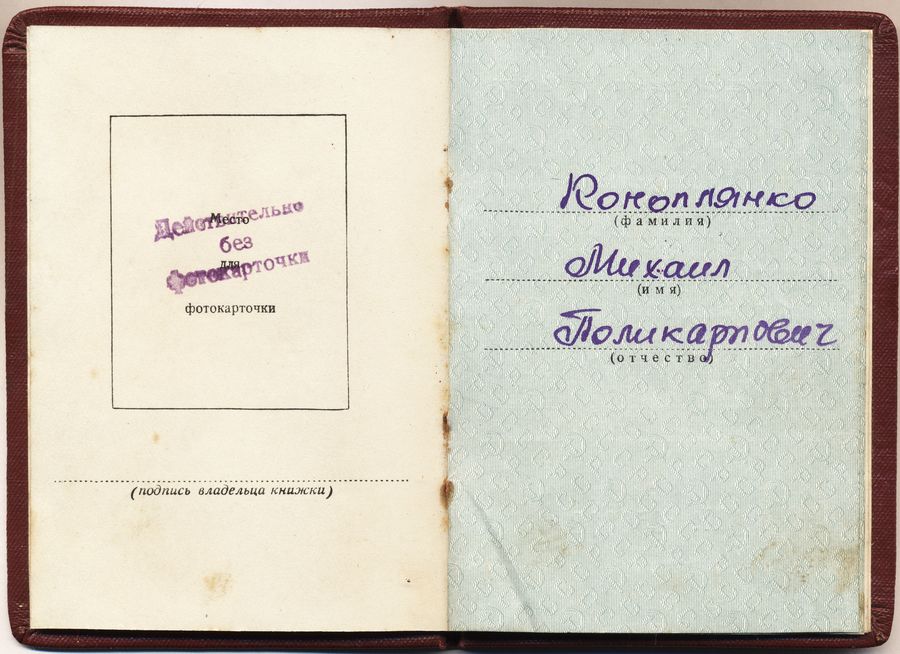 Место
для
фотокарточки
Действительно
без
фотокарточки
(подпись владельца книжки)
Коноплянко
(фамилия)
Михаил
(имя)
Поликарпович
(отчество)